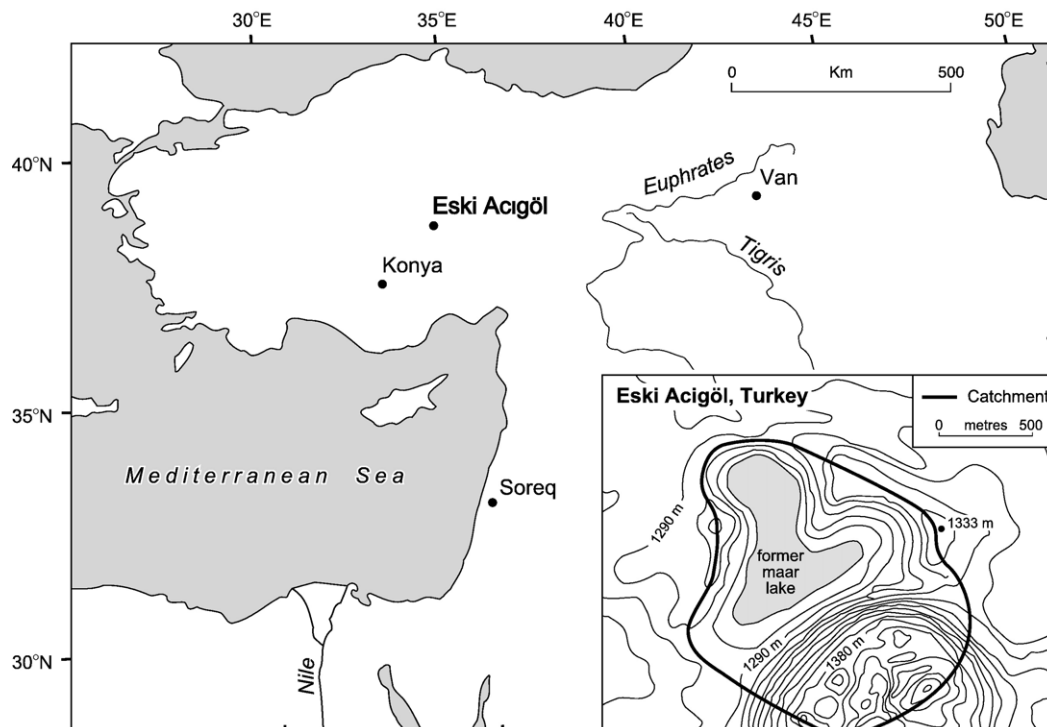 30°E
35°E
40°E
45°E
50°E
0 Km 500
40°N
35°N
30°N
Euphrates
Van
Eski Acıgöl
Konya
Tigris
Mediterranean Sea
Soreq
Nile
Eski Acigöl, Turkey
Catchment
0 metres 500
1290 m
1333 m
former
maar
lake
1290 m
1380 m